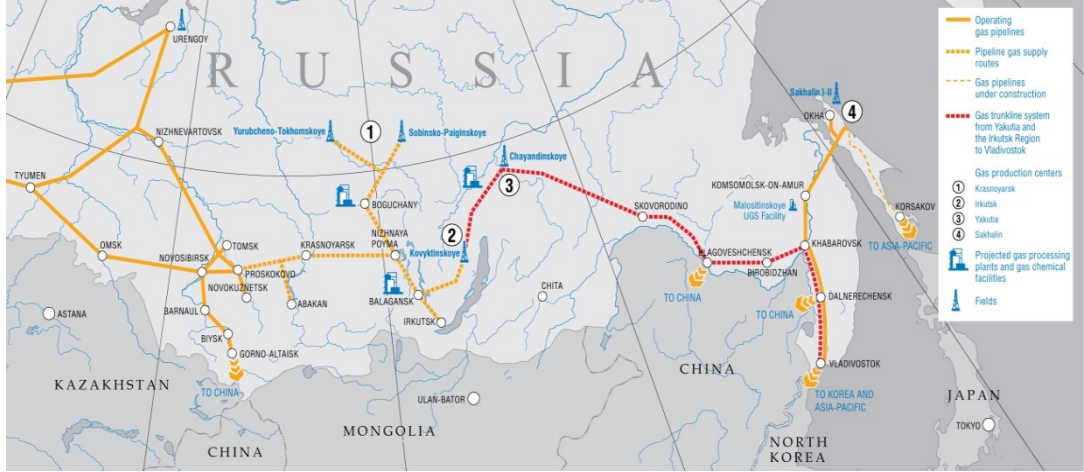 RUSSIA
URENGOY
NIZHNEVARTOVSK
TYUMEN
OMSK
NOVOSIBIRSK
TOMSK
PROSKOKOVO
NOVOKUZNETSK
BARNAUL
BIYSK
GORNO-ALTAISK
TO CHINA
ASTANA
KAZAKHSTAN
CHINA
Yurubcheno-Tokhomskoye
1
Sobinsko-Paiginskoye
BOGUCHANY
KRASNOYARSK
NIZHNAYA
POYMA
ABAKAN
BALAGANSK
IRKUTSK
2
Kovyktinskoye
Chayandinskoye
3
CHITA
ULAN-BATOR
MONGOLIA
SKOVORODINO
BLAGOVESHCHENSK
BIROBIDZHAN
TO CHINA
Sakhalin I-II
OKHA
4
KOMSOMOLSK-ON-AMUR
Malositinskoye
UGS Facility
KHABAROVSK
KORSAKOV
TO ASIA-PACIFIC
DALNERECHENSK
TO CHINA
VLADIVOSTOK
TO KOREA AND
ASIA-PACIFIC
CHINA
NORTH
KOREA
JAPAN
TOKYO
Operating
gas pipelines
Pipeline gas supply
routes
Gas pipelines
under construction
Gas trunkline system
from Yakutia and
the Irkutsk Region
to Vladivostok
Gas production centers
1 Krasnoyarsk
2 Irkutsk
3 Yakutia
4 Sakhalin
Projected gas processing
plants and gas chemical
facilities
Fields